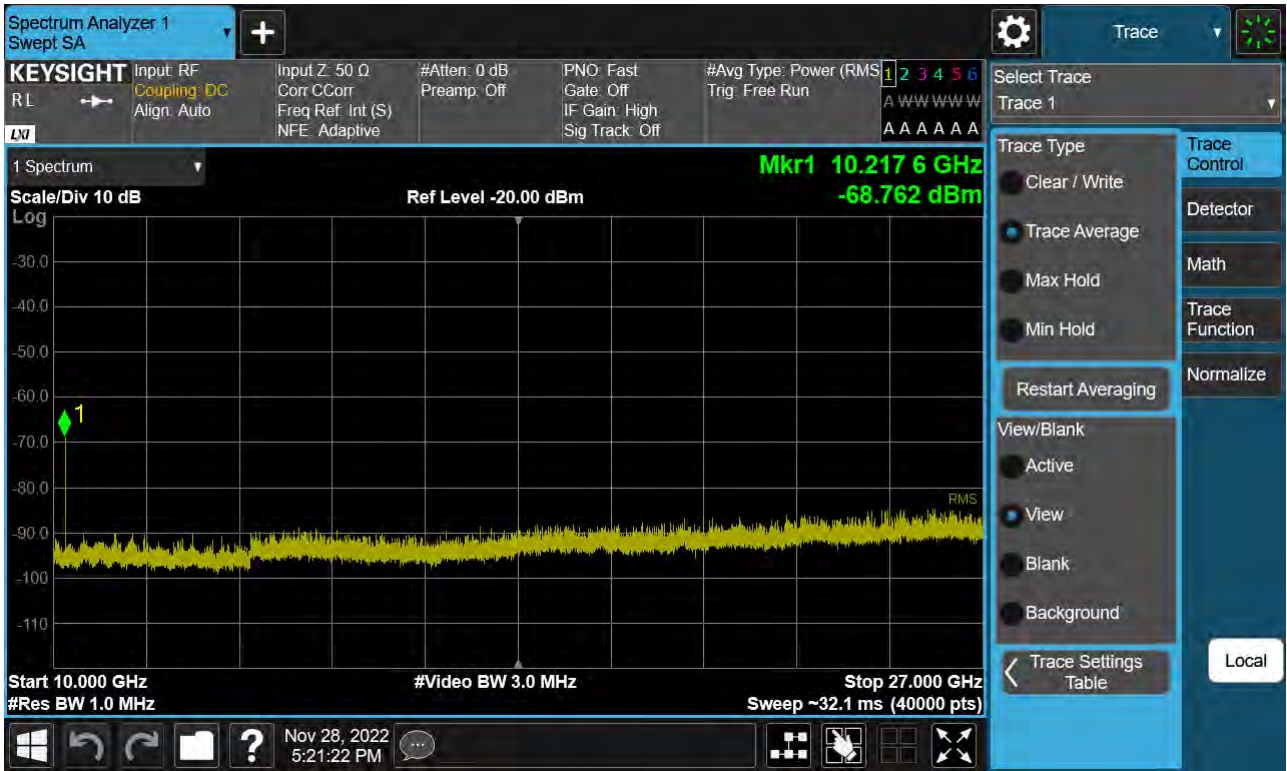 Spectrum Analyzer 1
Swept SA
Trace
KEYSIGHT
R L
LXI
Input: RF
Coupling: DC
Align: Auto
Input Z: 50 Ω
Corr CCorr
Freq Ref: Int (S)
NFE: Adaptive
#Atten: 0 dB
Preamp: Off
PNO: Fast
Gate: Off
IF Gain: High
Sig Track: Off
#Avg Type: Power (RMS
Trig: Free Run
1 2 3 4 5 6
A W W W W W
A A A A A A
Select Trace
Trace 1
1 Spectrum
Mkr1 10.217 6 GHz
Scale/Div 10 dB
Ref Level -20.00 dBm
-68.762 dBm
Log
-30.0
-40.0
-50.0
-60.0
-70.0
-80.0
-90.0
-100
-110
1
RMS
Start 10.000 GHz
#Video BW 3.0 MHz
Stop 27.000 GHz
#Res BW 1.0 MHz
Sweep ~32.1 ms (40000 pts)
Trace Type
Clear / Write
Trace Average
Max Hold
Min Hold
Restart Averaging
View/Blank
Active
View
Blank
Background
Trace Settings
Table
Trace
Control
Detector
Math
Trace
Function
Normalize
Local
?
Nov 28, 2022
5:21:22 PM